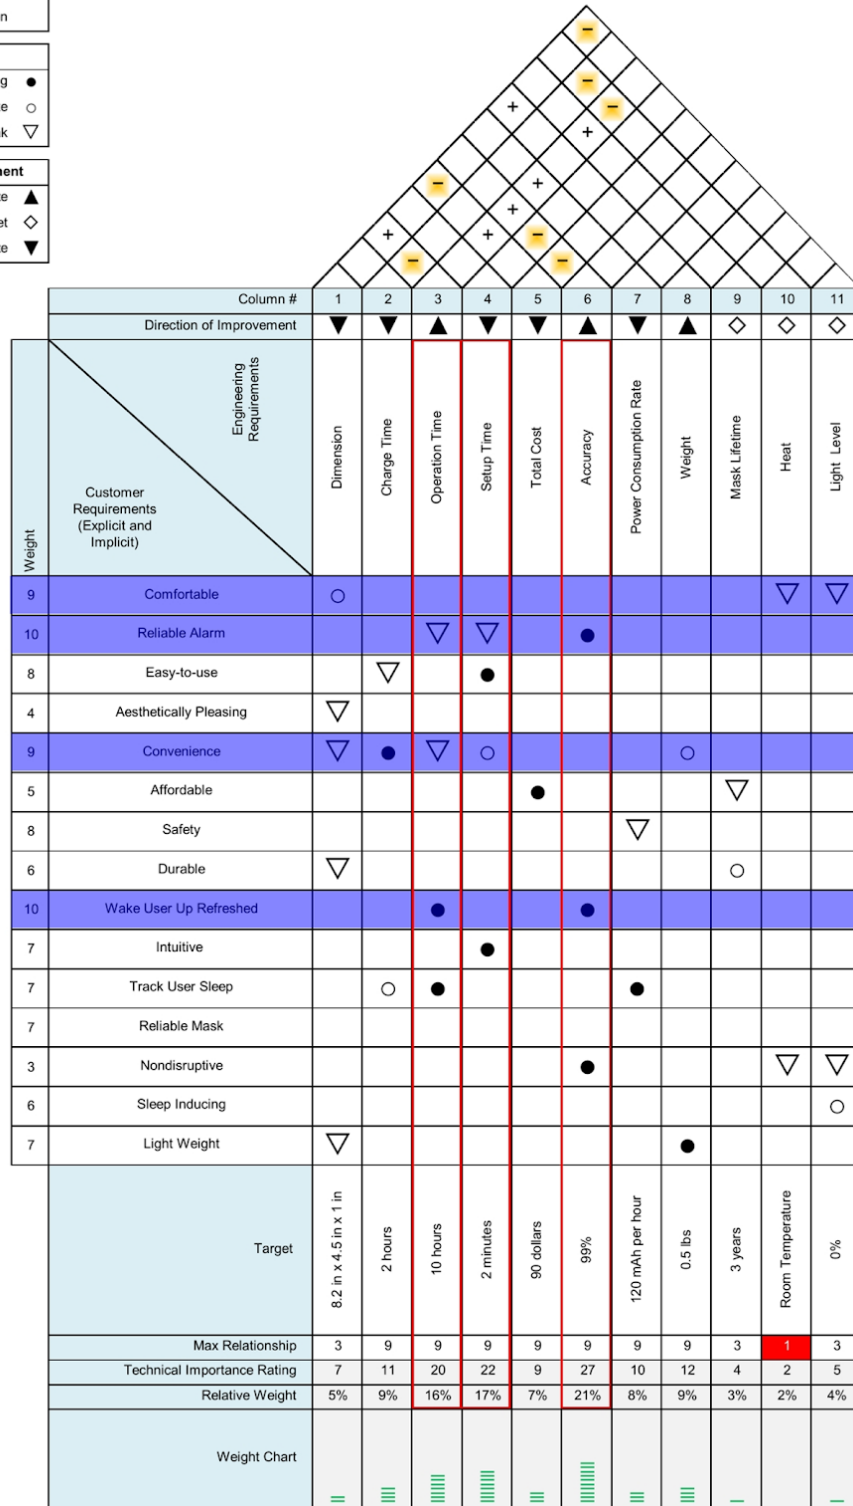 n
g ●
te ○
nk ▽
nent
te ▲
et ◇
te ▼
−
−
+ −
+
− +
+
+ + −
− −
Column # 1 2 3 4 5 6 7 8 9 10 11
Direction of Improvement ▼ ▼ ▲ ▼ ▼ ▲ ▼ ▲ ◇ ◇ ◇
Weight
Customer
Requirements
(Explicit and
Implicit)
Engineering
Requirements
Dimension
Charge Time
Operation Time
Setup Time
Total Cost
Accuracy
Power Consumption Rate
Weight
Mask Lifetime
Heat
Light Level
9 Comfortable ○ ▽ ▽
10 Reliable Alarm ▽ ▽ ●
8 Easy-to-use ▽ ●
4 Aesthetically Pleasing ▽
9 Convenience ▽ ● ▽ ○ ○
5 Affordable ● ▽
8 Safety ▽
6 Durable ▽ ○
10 Wake User Up Refreshed ● ●
7 Intuitive ●
7 Track User Sleep ○ ● ●
7 Reliable Mask
3 Nondisruptive ● ▽ ▽
6 Sleep Inducing ○
7 Light Weight ▽ ●
Target
8.2 in x 4.5 in x 1 in
2 hours
10 hours
2 minutes
90 dollars
99%
120 mAh per hour
0.5 lbs
3 years
Room Temperature
0%
Max Relationship 3 9 9 9 9 9 9 9 3 1 3
Technical Importance Rating 7 11 20 22 9 27 10 12 4 2 5
Relative Weight 5% 9% 16% 17% 7% 21% 8% 9% 3% 2% 4%
Weight Chart